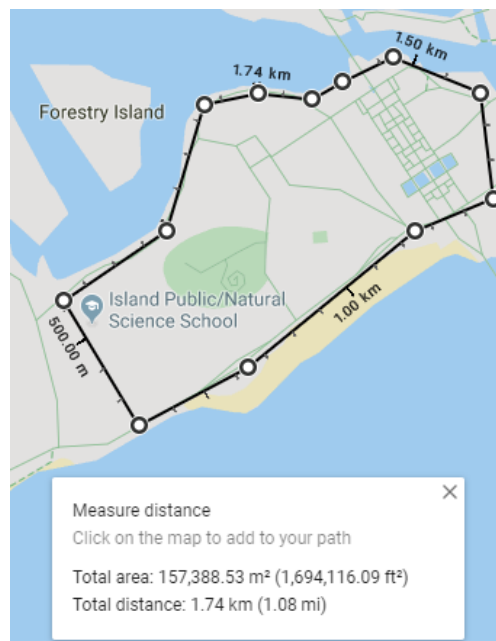 1.50 km
1.74 km
Forestry Island
Island Public/Natural
Science School
500.00 m
1.00 km
Measure distance
Click on the map to add to your path
Total area: 157,388.53 m² (1,694,116.09 ft²)
Total distance: 1.74 km (1.08 mi)